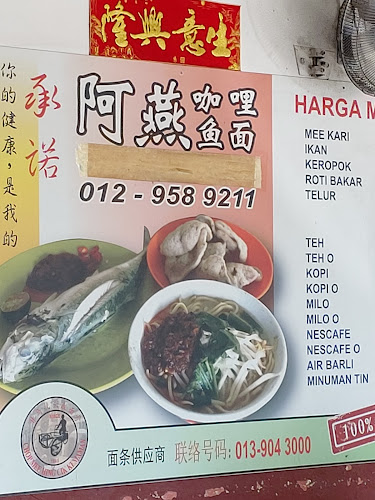 生意興隆
你的健康，是我的
承诺
阿燕咖喱鱼面
012 - 958 9211
HARGA M
MEE KARI
IKAN
KEROPOK
ROTI BAKAR
TELUR
TEH
TEH O
KOPI
KOPI O
MILO
MILO O
NESCAFE
NESCAFE O
AIR BARLI
MINUMAN TIN
100%
面条供应商 联络号码: 013-904 3000